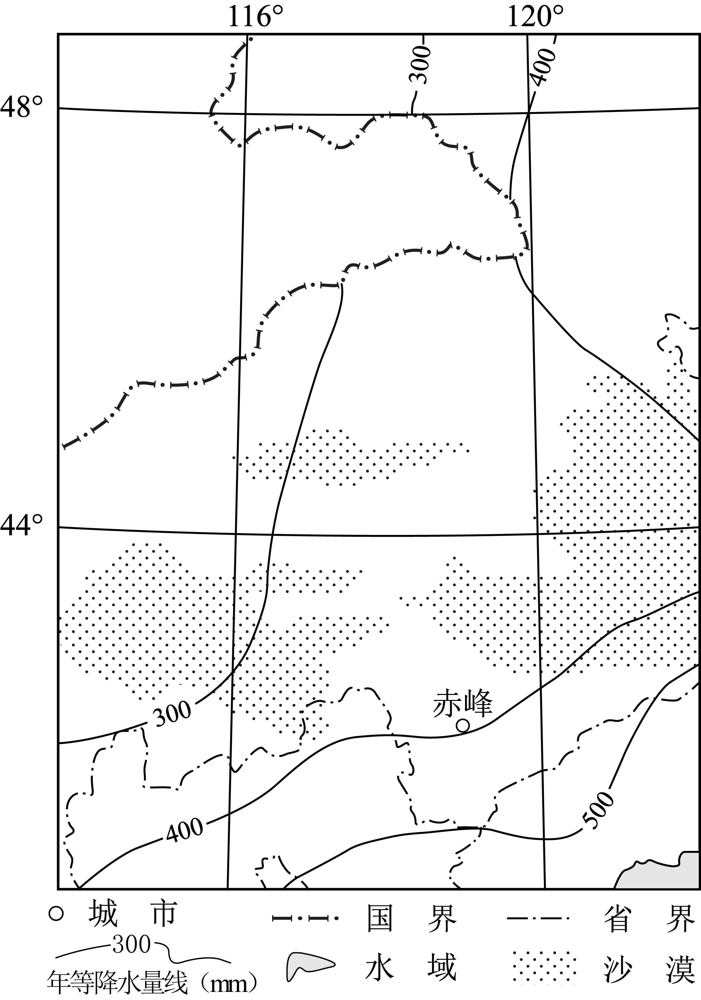 116° 120°
300
400
48°
44°
赤峰
300
400
500
城 市
国 界
省 界
300
年等降水量线（mm）
水 域
沙 漠